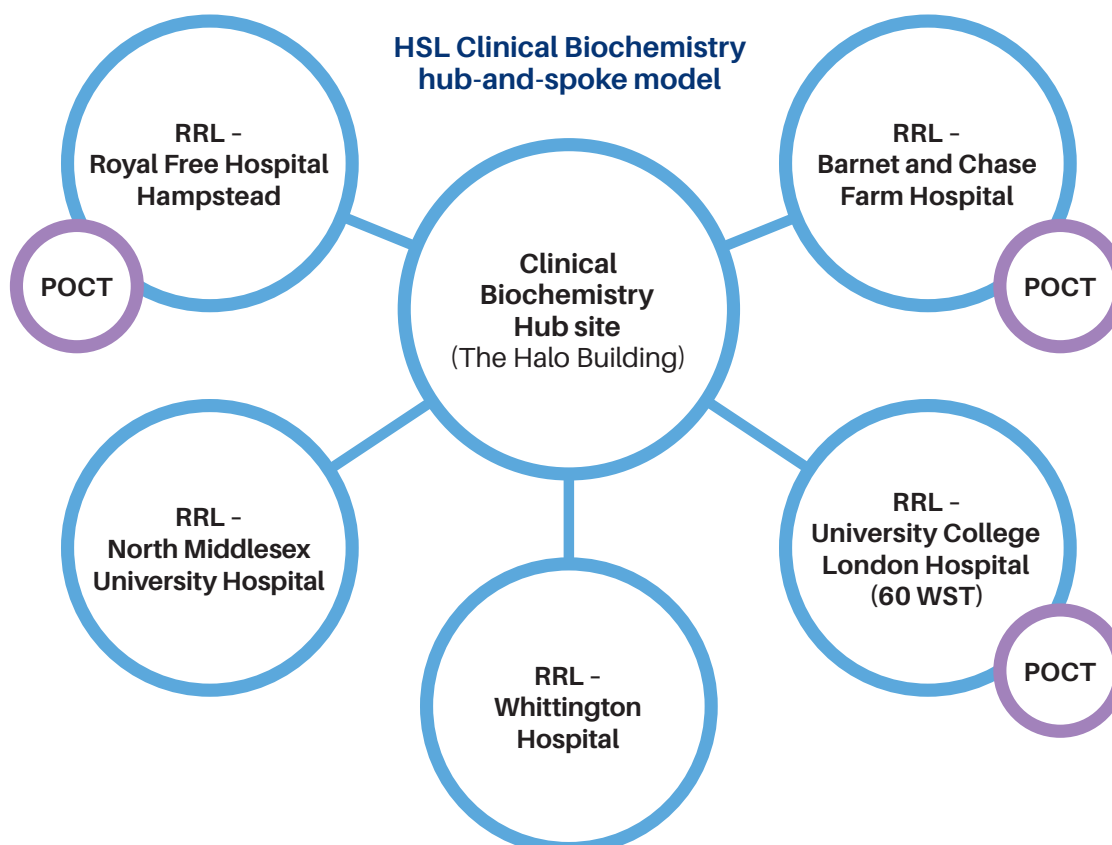 HSL Clinical Biochemistry
hub-and-spoke model
RRL –
Royal Free Hospital
Hampstead
POCT
RRL –
Barnet and Chase
Farm Hospital
POCT
Clinical
Biochemistry
Hub site
(The Halo Building)
RRL –
North Middlesex
University Hospital
RRL –
University College
London Hospital
(60 WST)
POCT
RRL –
Whittington
Hospital